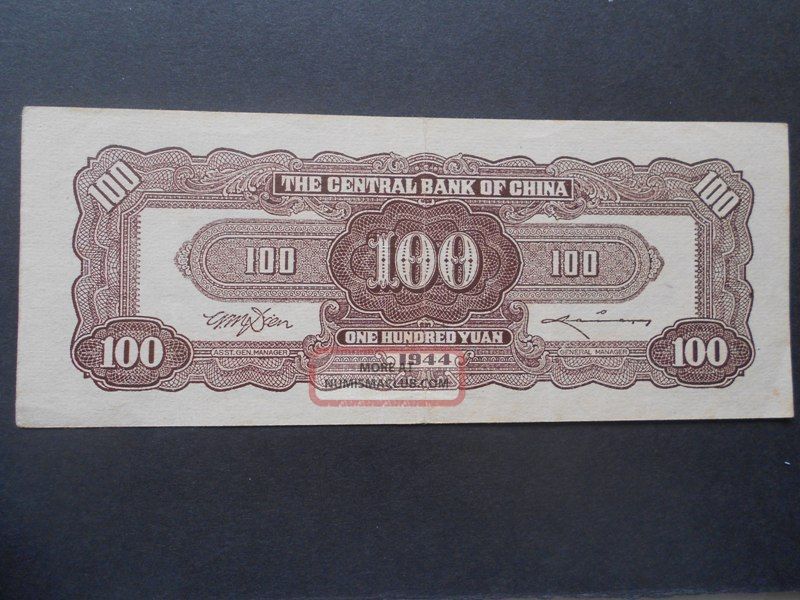 100 100
THE CENTRAL BANK OF CHINA
100 100 100
ONE HUNDRED YUAN
100 ASST. GEN. MANAGER 1944 GENERAL MANAGER 100
MORE AT
NUMISMACLUB.COM